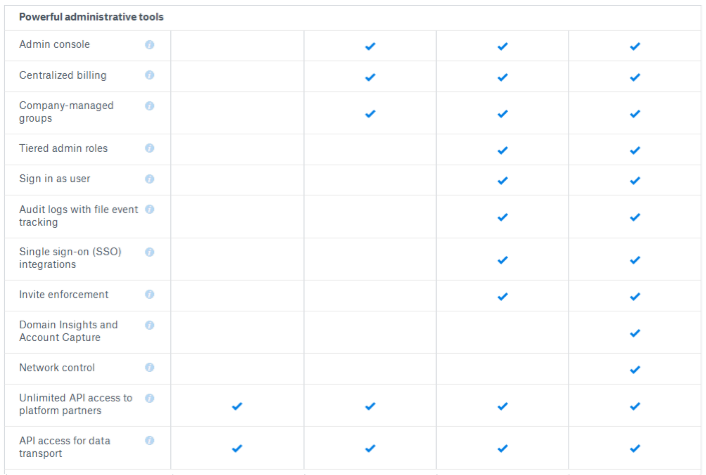 Powerful administrative tools
Admin console
Centralized billing
Company-managed
groups
Tiered admin roles
Sign in as user
Audit logs with file event
tracking
Single sign-on (SSO)
integrations
Invite enforcement
Domain Insights and
Account Capture
Network control
Unlimited API access to
platform partners
API access for data
transport